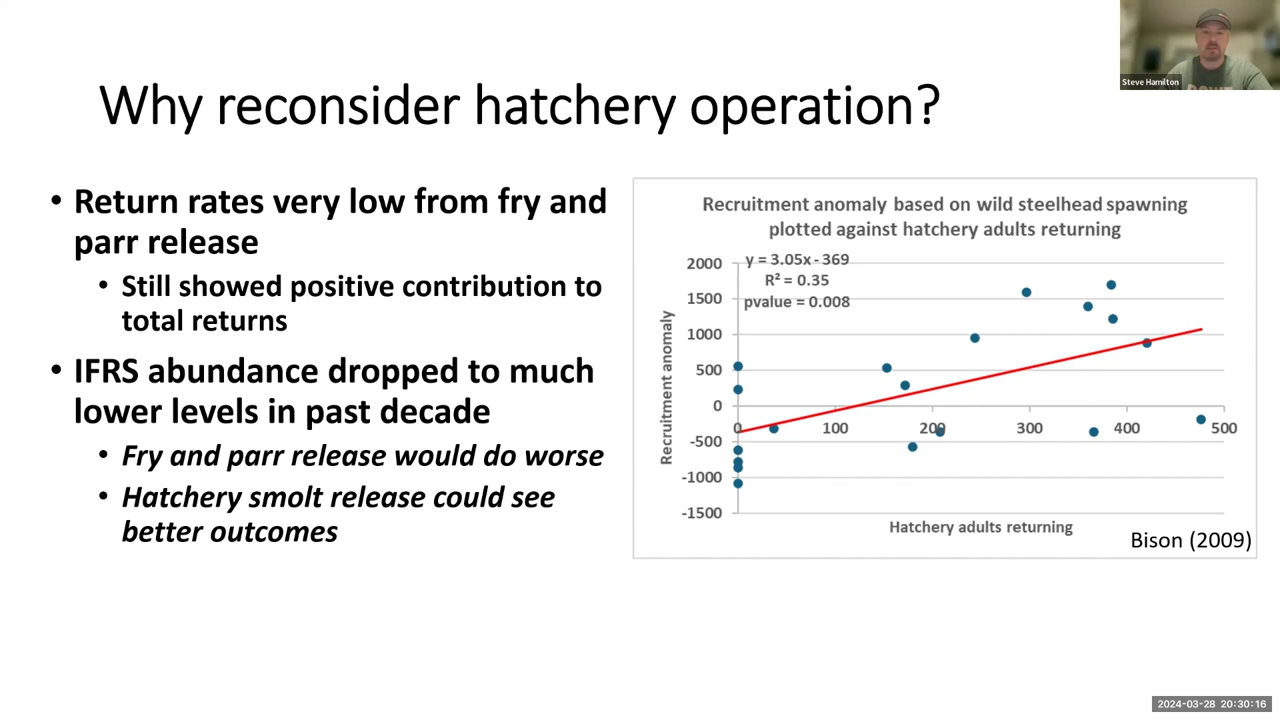 Steve Hamilton
Why reconsider hatchery operation?
• Return rates very low from fry and
parr release
• Still showed positive contribution to
total returns
• IFRS abundance dropped to much
lower levels in past decade
• Fry and parr release would do worse
• Hatchery smolt release could see
better outcomes
Recruitment anomaly based on wild steelhead spawning
plotted against hatchery adults returning
y = 3.05x - 369
R² = 0.35
pvalue = 0.008
Recruitment anomaly
2000
1500
1000
500
0
-500
-1000
-1500
0 100 200 300 400 500
Hatchery adults returning
Bison (2009)
2024-03-28 20:30:16